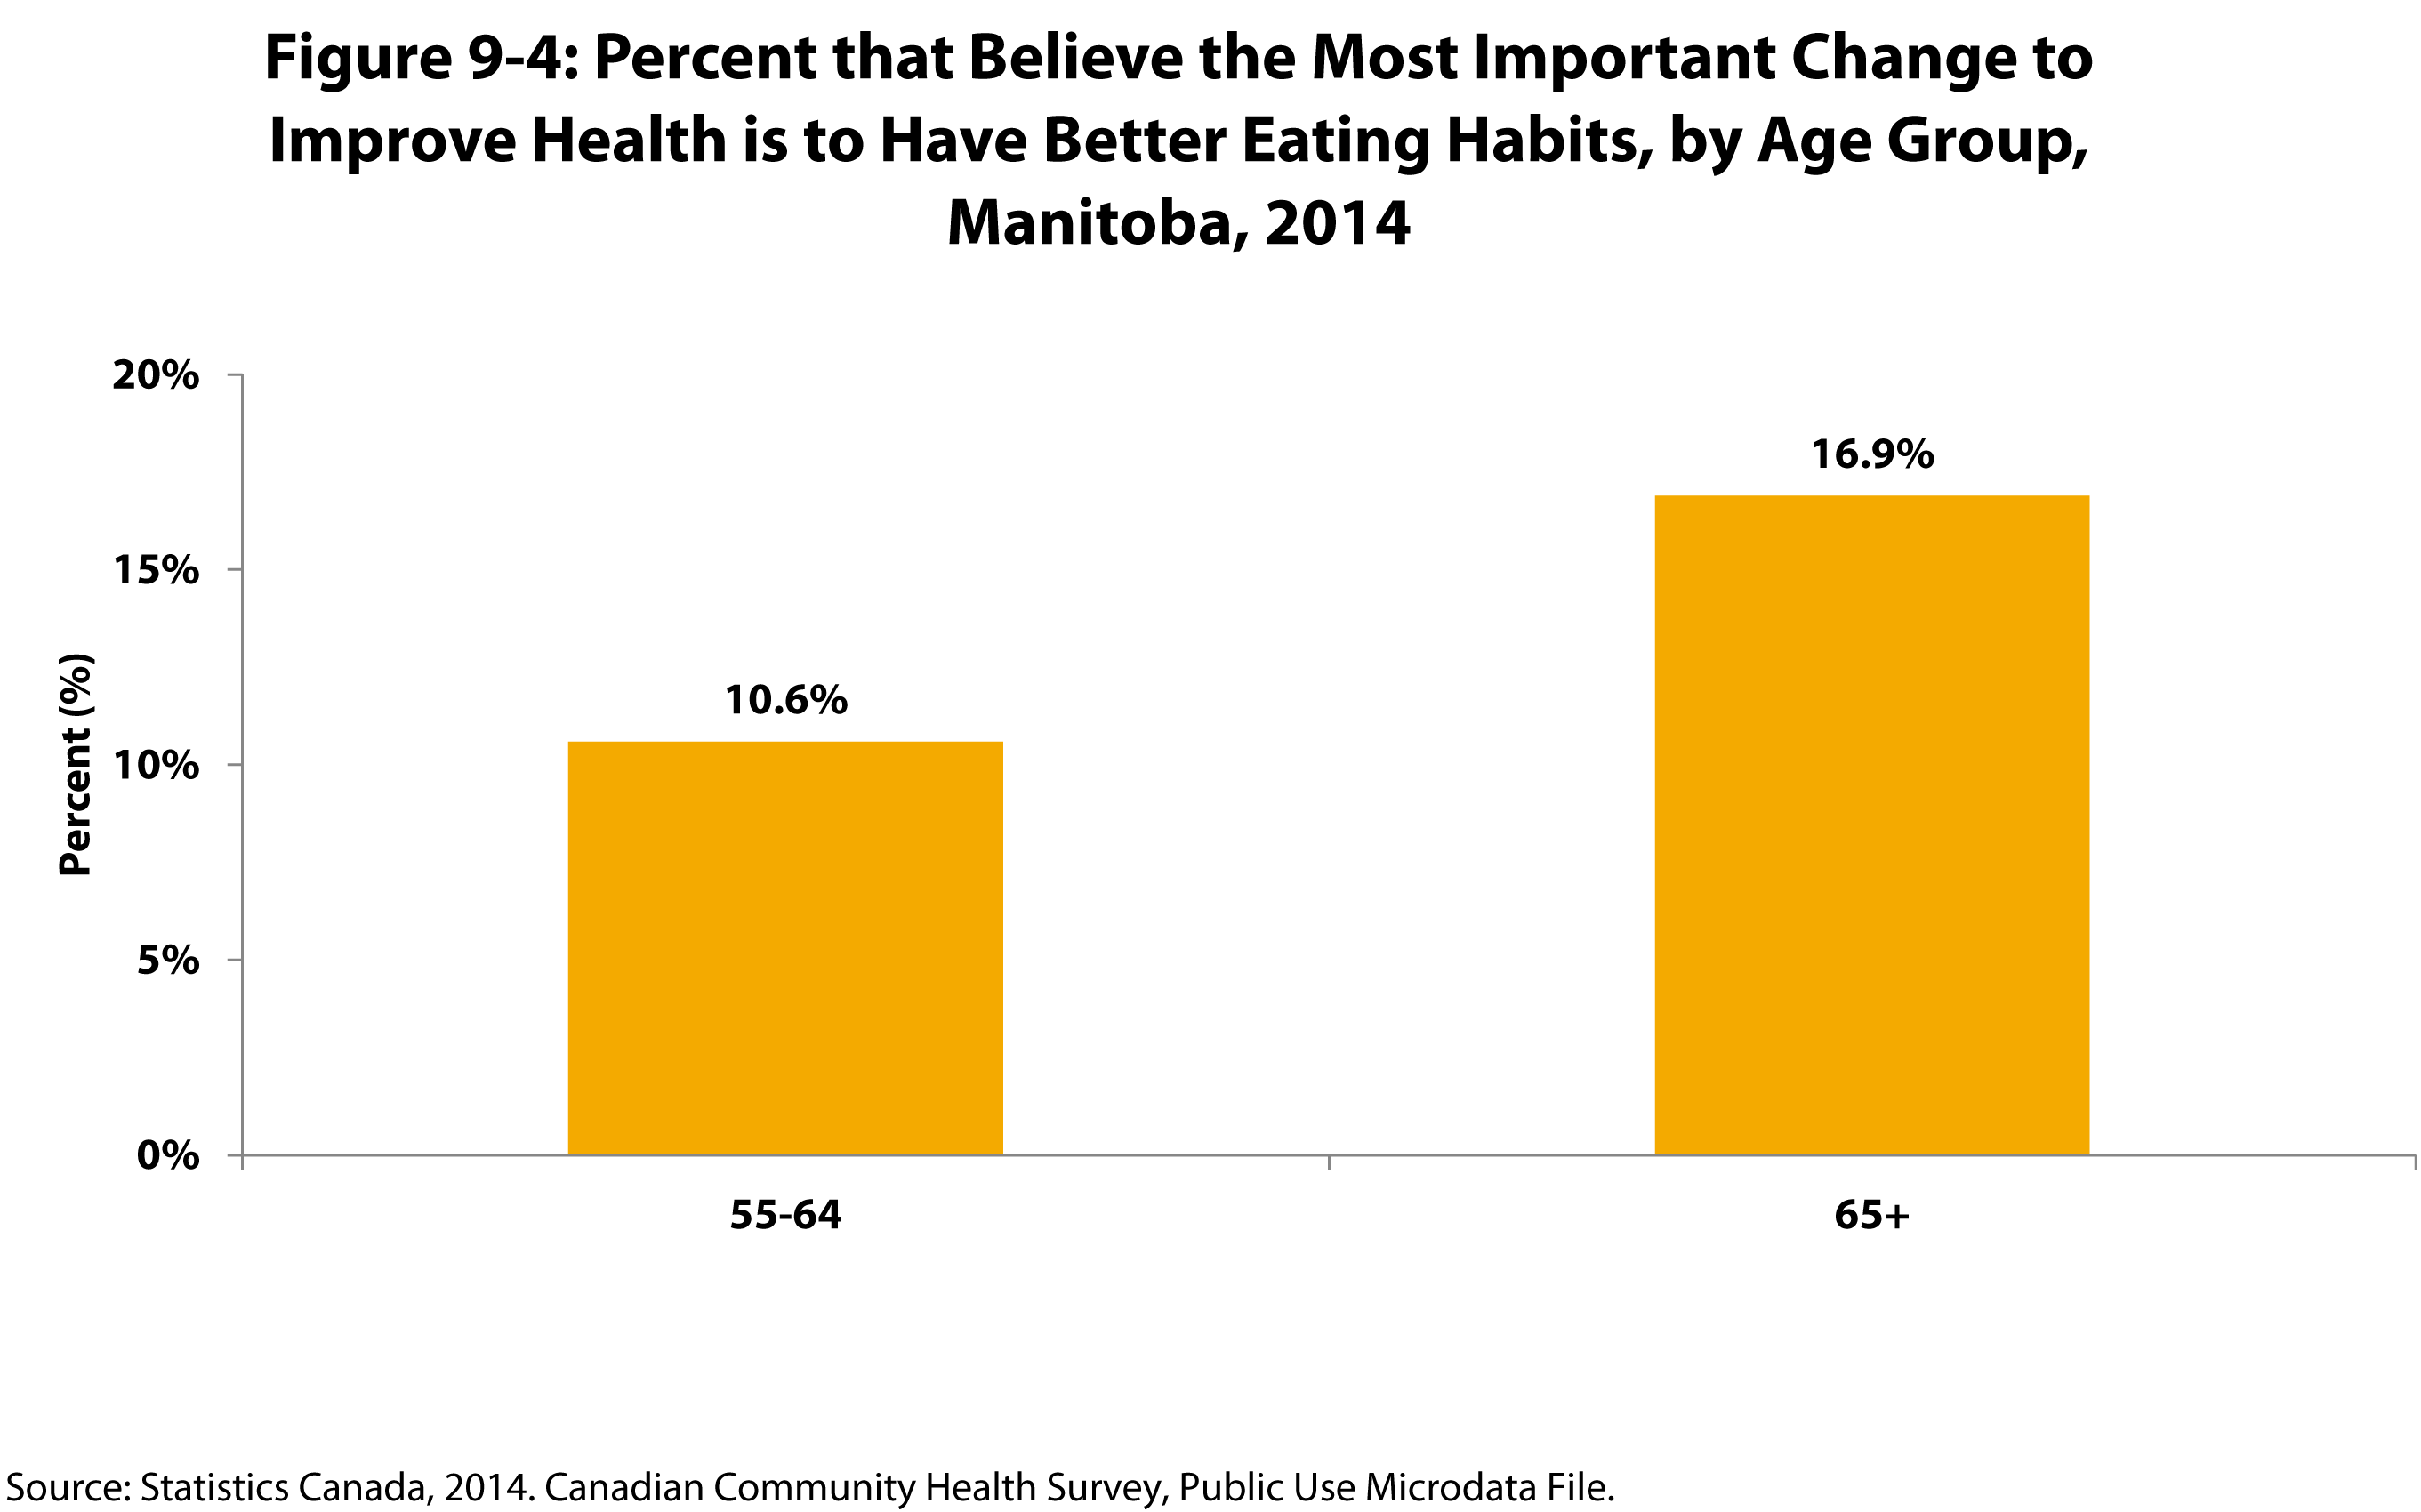 Figure 9-4: Percent that Believe the Most Important Change to
Improve Health is to Have Better Eating Habits, by Age Group,
Manitoba, 2014
20%
15%
10%
5%
0%
Percent (%)
10.6%
16.9%
55-64
65+
Source: Statistics Canada, 2014. Canadian Community Health Survey, Public Use Microdata File.